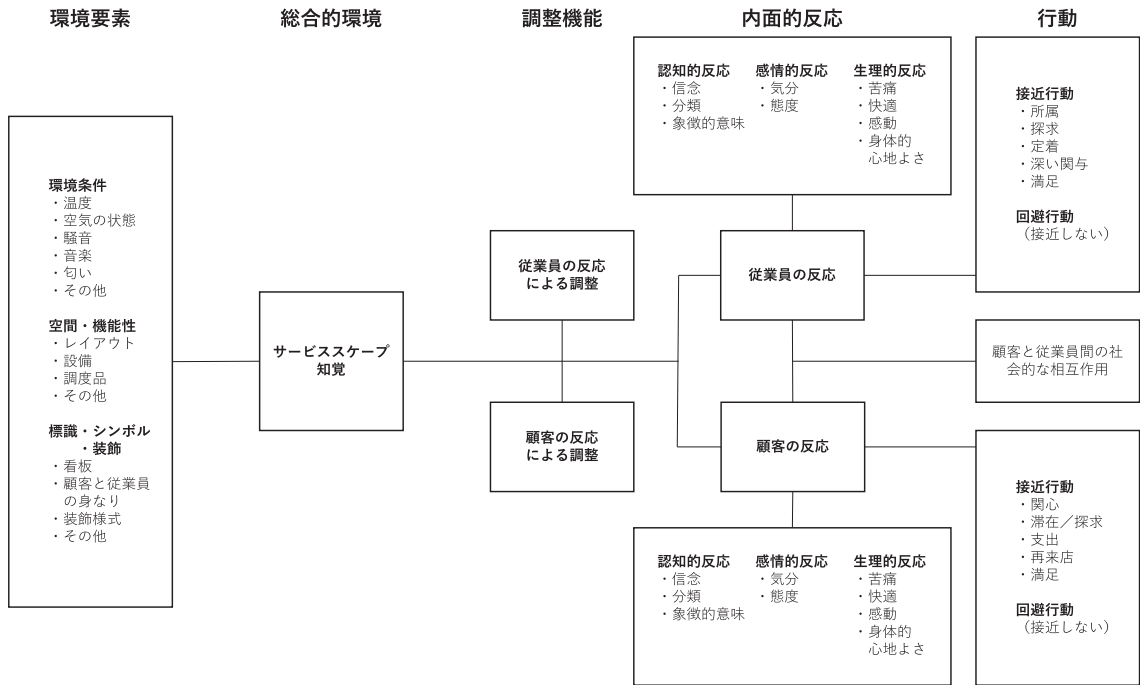 環境要素
総合的環境
調整機能
内面的反応
行動
環境条件
・温度
・空気の状態
・騒音
・音楽
・匂い
・その他
空間・機能性
・レイアウト
・設備
・調度品
・その他
標識・シンボル
・装飾
・看板
・顧客と従業員
の身なり
・装飾様式
・その他
サービススケープ
知覚
従業員の反応
による調整
顧客の反応
による調整
認知的反応
・信念
・分類
・象徴的意味
感情的反応
・気分
・態度
生理的反応
・苦痛
・快適
・感動
・身体的
心地よさ
従業員の反応
顧客の反応
認知的反応
・信念
・分類
・象徴的意味
感情的反応
・気分
・態度
生理的反応
・苦痛
・快適
・感動
・身体的
心地よさ
接近行動
・所属
・探求
・定着
・深い関与
・満足
回避行動
（接近しない）
顧客と従業員間の社
会的な相互作用
接近行動
・関心
・滞在／探求
・支出
・再来店
・満足
回避行動
（接近しない）